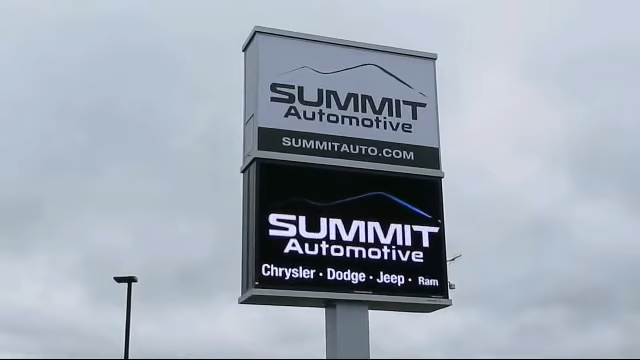 SUMMIT
Automotive
SUMMITAUTO.COM
SUMMIT
Automotive
Chrysler · Dodge · Jeep · Ram